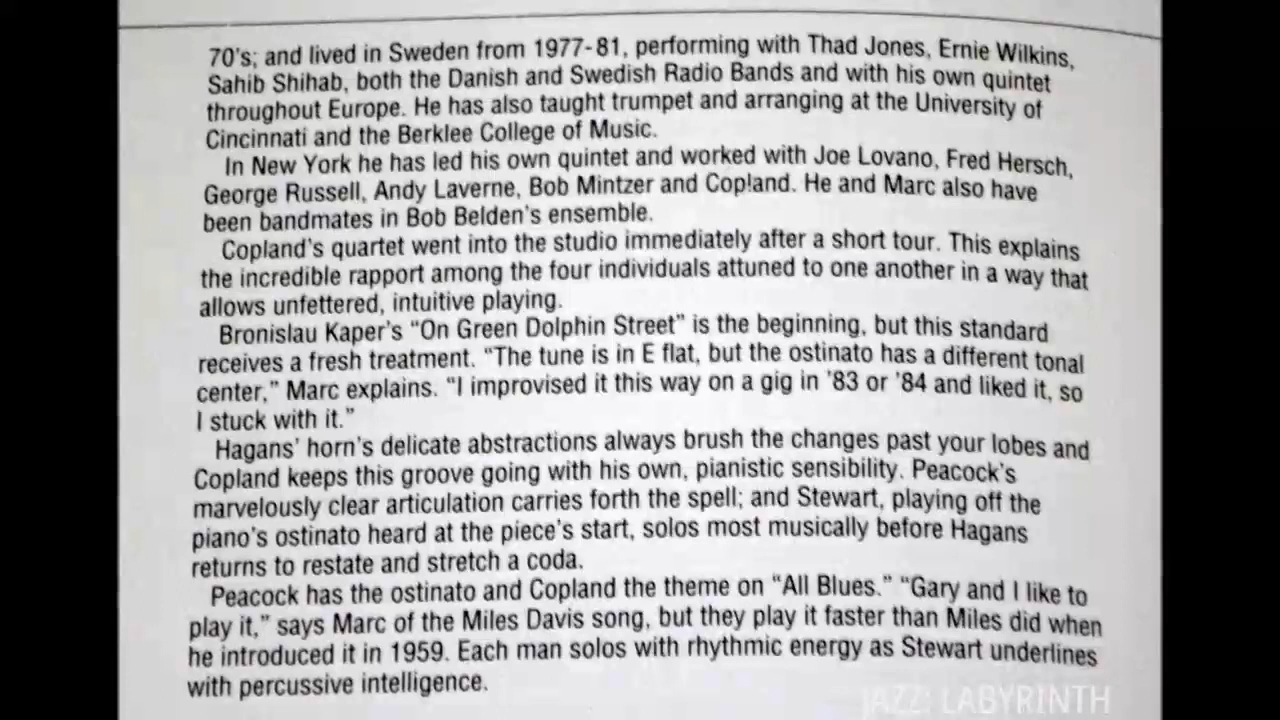 70's; and lived in Sweden from 1977-81, performing with Thad Jones, Ernie Wilkins,
Sahib Shihab, both the Danish and Swedish Radio Bands and with his own quintet
throughout Europe. He has also taught trumpet and arranging at the University of
Cincinnati and the Berklee College of Music.
In New York he has led his own quintet and worked with Joe Lovano, Fred Hersch,
George Russell, Andy Laverne, Bob Mintzer and Copland. He and Marc also have
been bandmates in Bob Belden's ensemble.
Copland's quartet went into the studio immediately after a short tour. This explains
the incredible rapport among the four individuals attuned to one another in a way that
allows unfettered, intuitive playing.
Bronislau Kaper's “On Green Dolphin Street” is the beginning, but this standard
receives a fresh treatment. “The tune is in E flat, but the ostinato has a different tonal
center,” Marc explains. “I improvised it this way on a gig in '83 or '84 and liked it, so
I stuck with it.”
Hagans' horn's delicate abstractions always brush the changes past your lobes and
Copland keeps this groove going with his own, pianistic sensibility. Peacock's
marvelously clear articulation carries forth the spell; and Stewart, playing off the
piano's ostinato heard at the piece's start, solos most musically before Hagans
returns to restate and stretch a coda.
Peacock has the ostinato and Copland the theme on “All Blues.” “Gary and I like to
play it,” says Marc of the Miles Davis song, but they play it faster than Miles did when
he introduced it in 1959. Each man solos with rhythmic energy as Stewart underlines
with percussive intelligence.
JAZZ: LABYRINTH